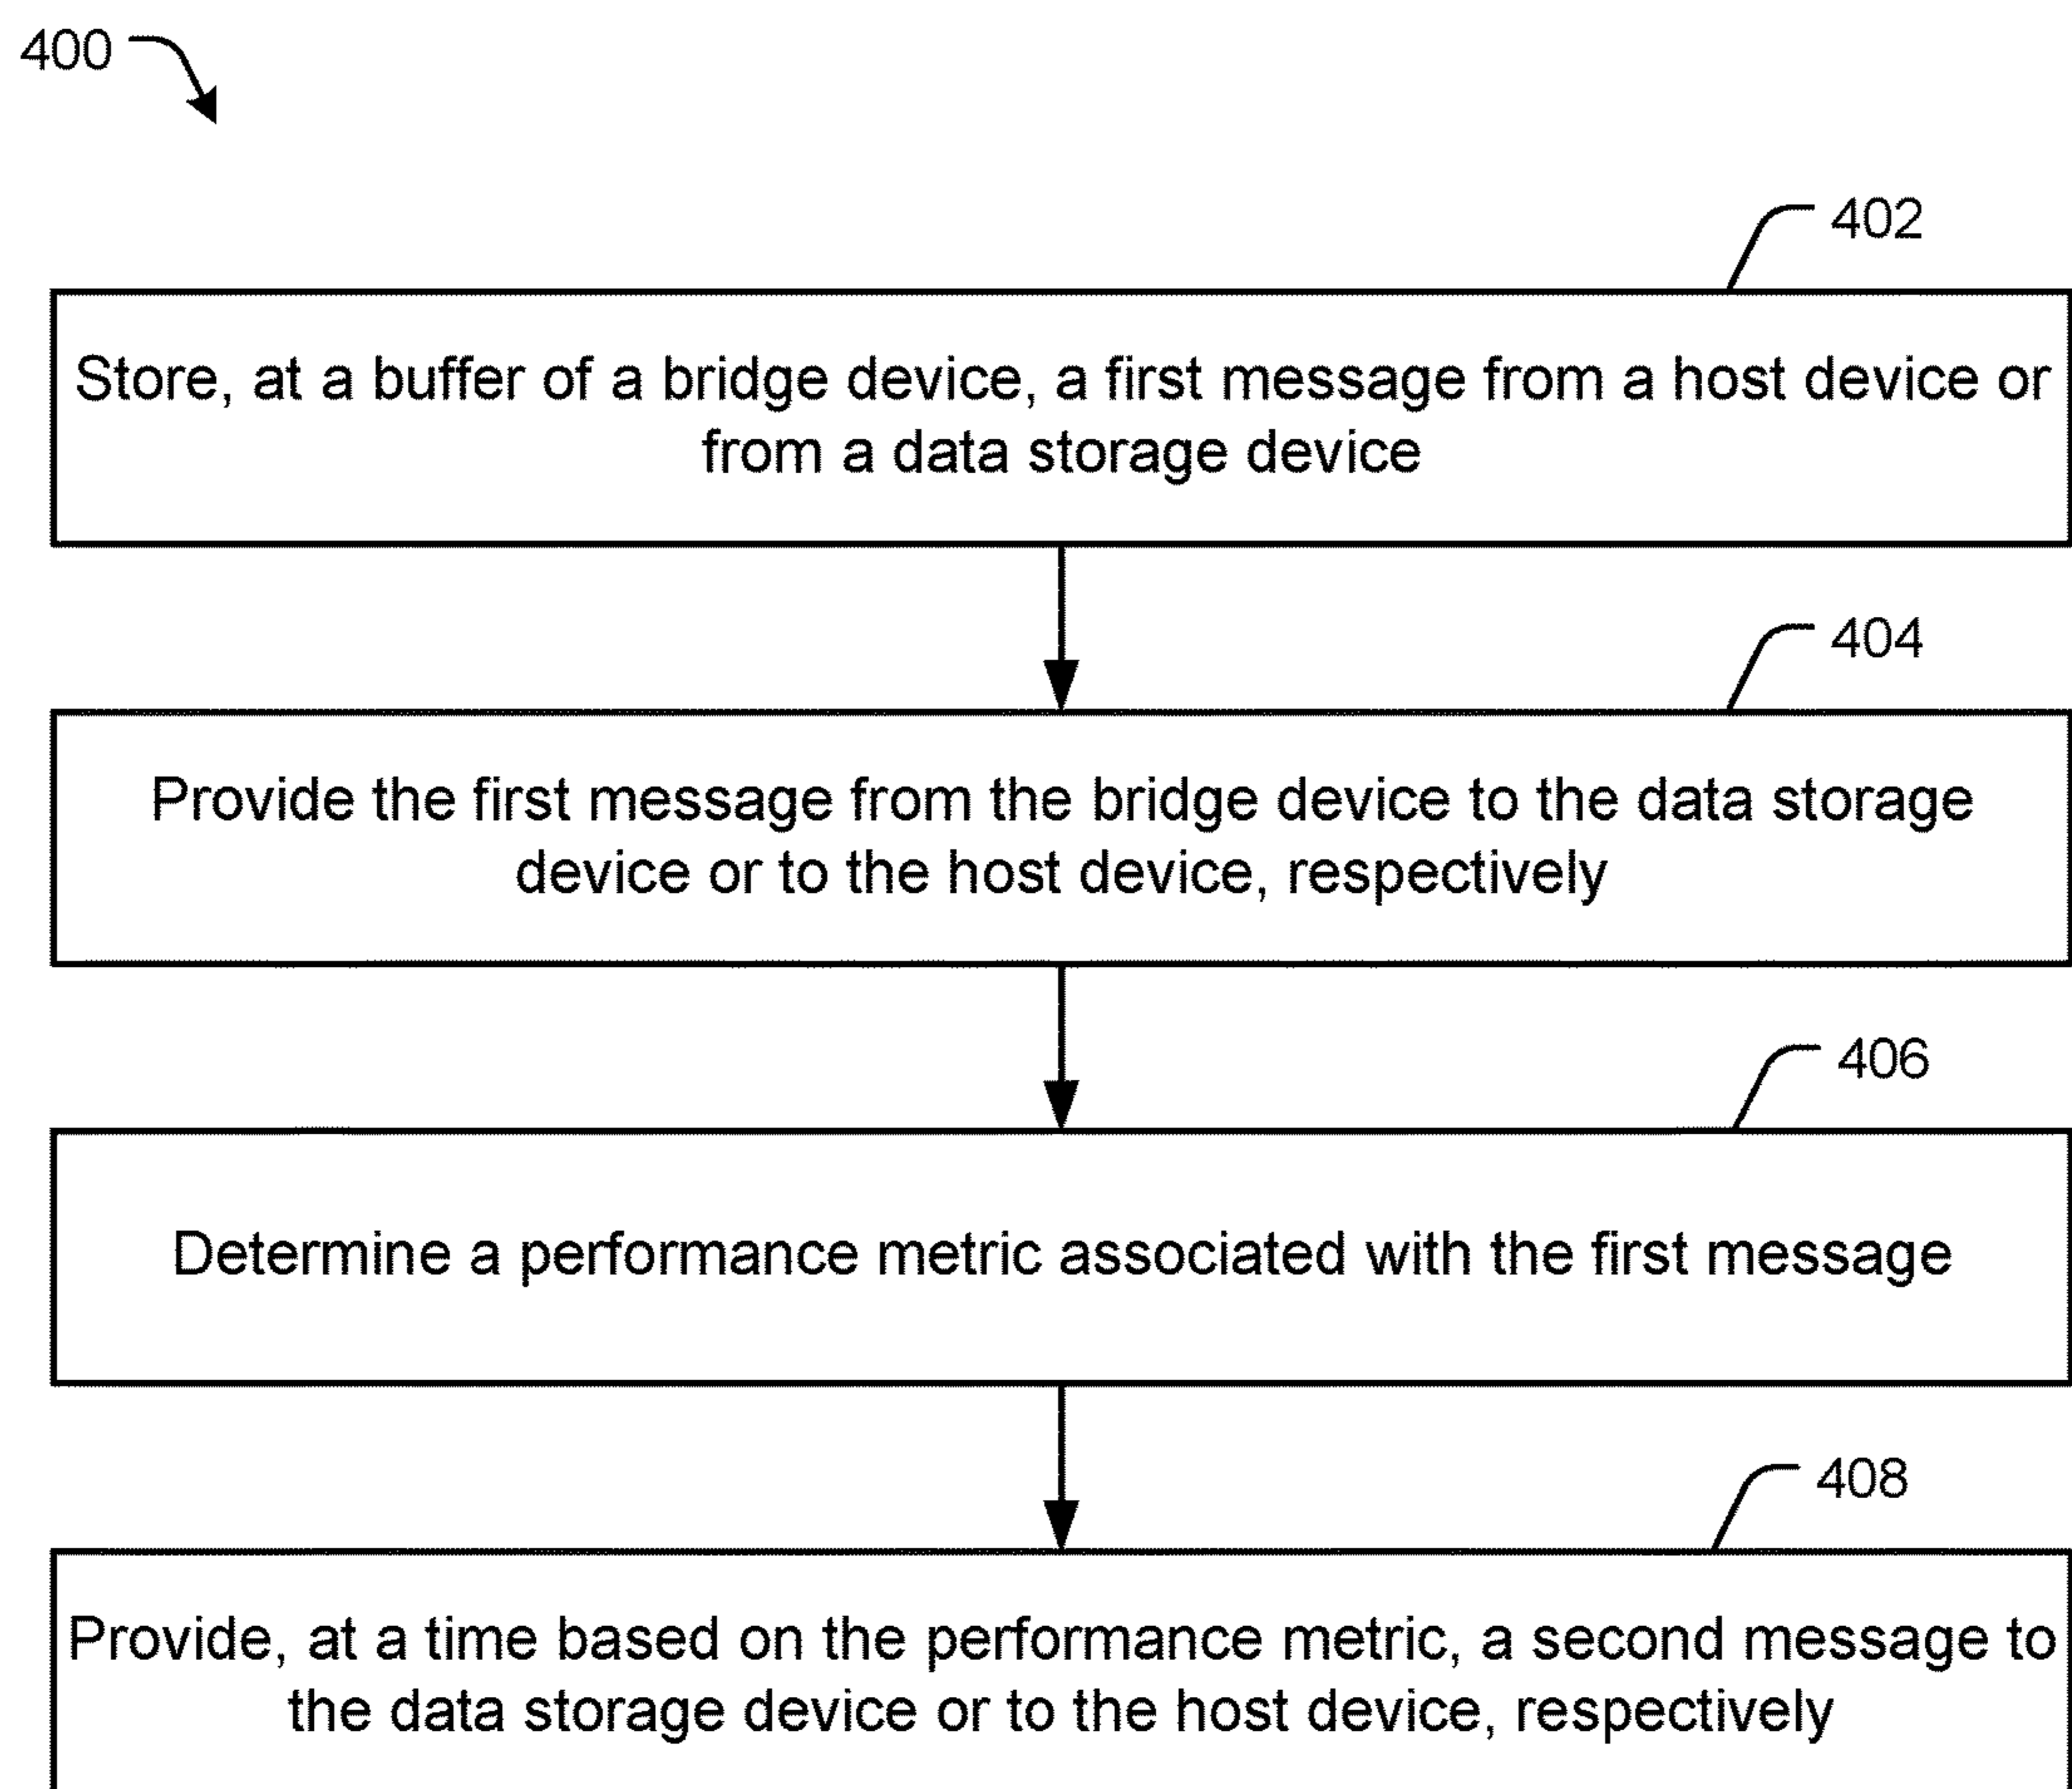 400
402
Store, at a buffer of a bridge device, a first message from a host device or
from a data storage device
404
Provide the first message from the bridge device to the data storage
device or to the host device, respectively
406
Determine a performance metric associated with the first message
408
Provide, at a time based on the performance metric, a second message to
the data storage device or to the host device, respectively